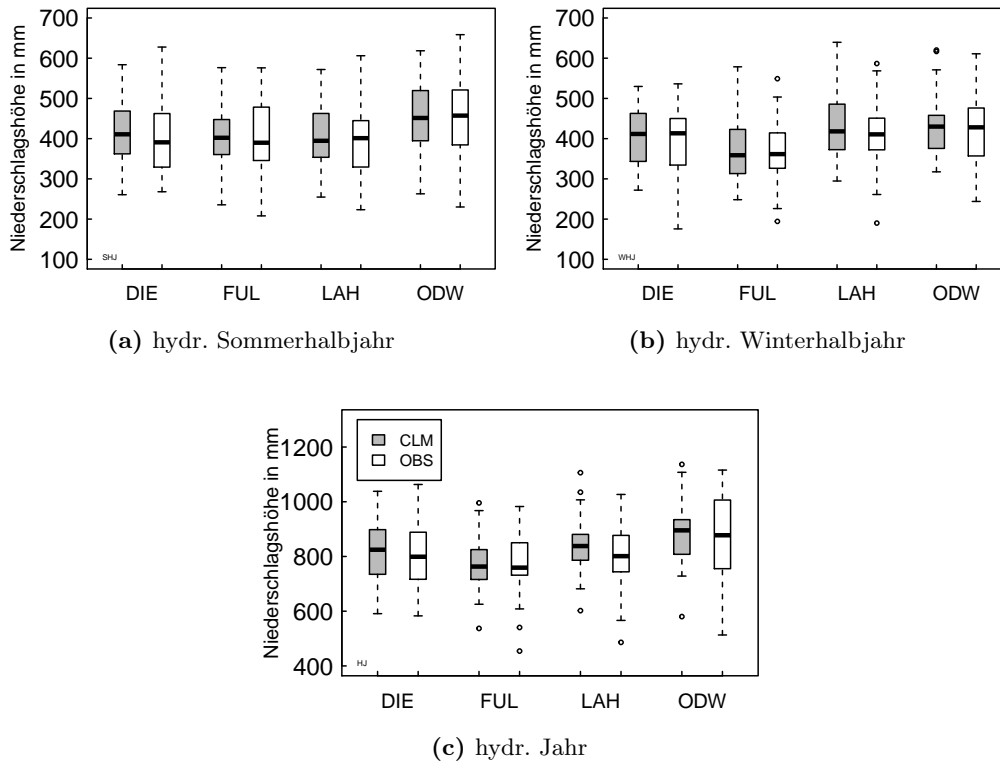 Niederschlagshöhe in mm
700
600
500
400
300
200
100
SHJ
DIE FUL LAH ODW
(a) hydr. Sommerhalbjahr
Niederschlagshöhe in mm
700
600
500
400
300
200
100
WHJ
DIE FUL LAH ODW
(b) hydr. Winterhalbjahr
Niederschlagshöhe in mm
1200
1000
800
600
400
CLM
OBS
HJ
DIE FUL LAH ODW
(c) hydr. Jahr